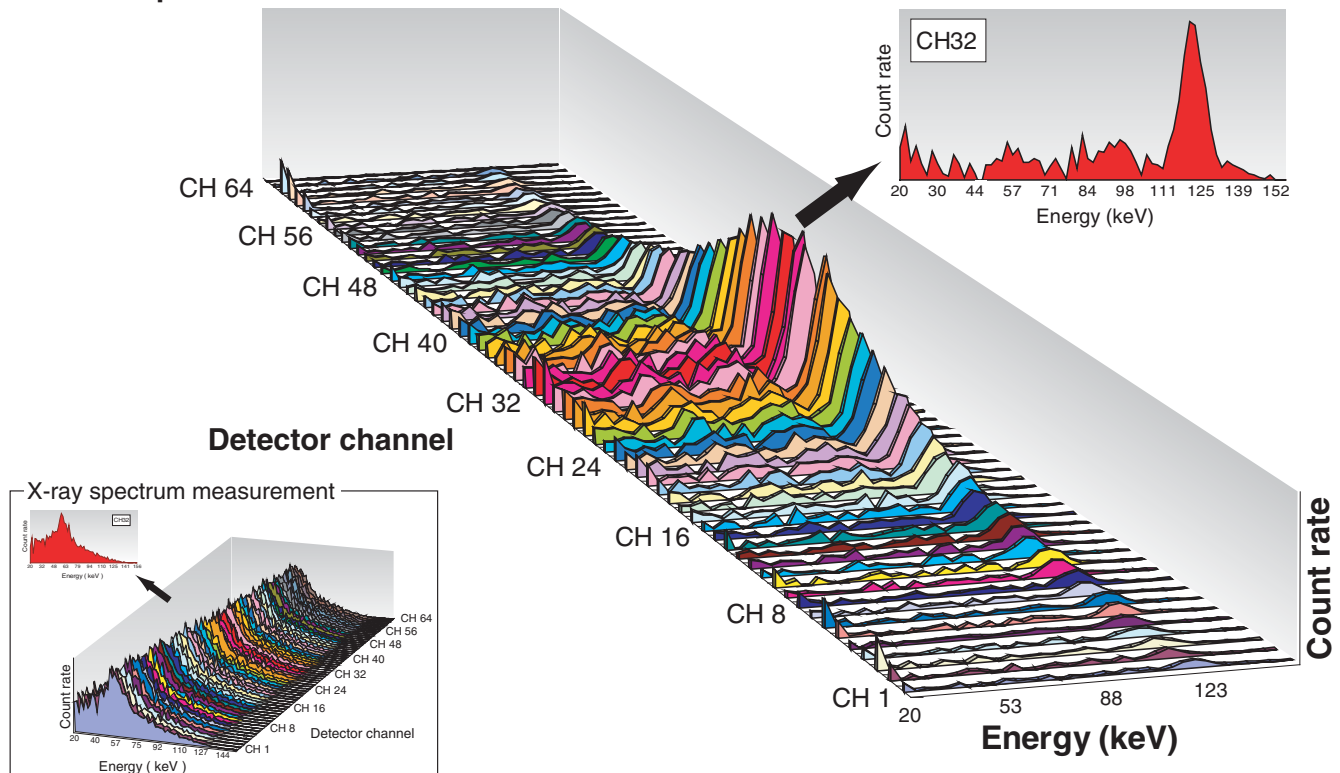 CH32
Count rate
20 30 44 57 71 84 98 111 125 139 152
Energy (keV)
CH 64
CH 56
CH 48
CH 40
CH 32
CH 24
CH 16
CH 8
CH 1
Detector channel
20 53 88 123
Energy (keV)
Count rate
X-ray spectrum measurement
CH32
Count rate
Energy ( keV )
CH 64
CH 56
CH 48
CH 40
CH 32
CH 24
CH 16
CH 8
CH 1
Detector channel
Count rate
20 40 57 75 92 110 127 144
Energy ( keV )